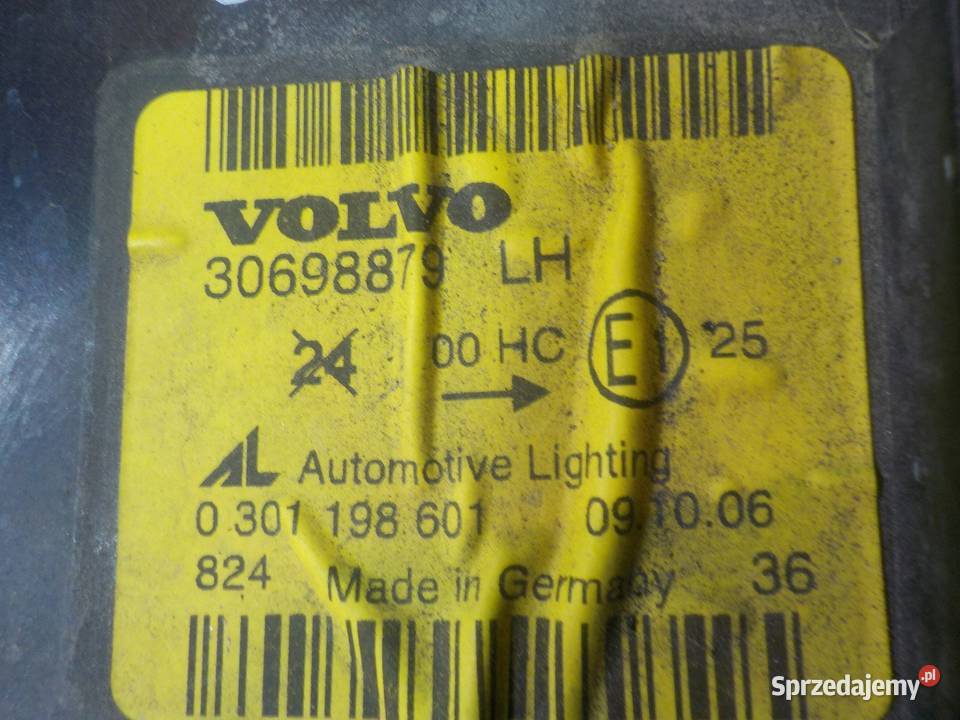 VOLVO
30698879 LH
24 00 HC E1 25
AL Automotive Lighting
0 301 198 601 09.10.06
824 Made in Germany 36
Sprzedajemy.pl